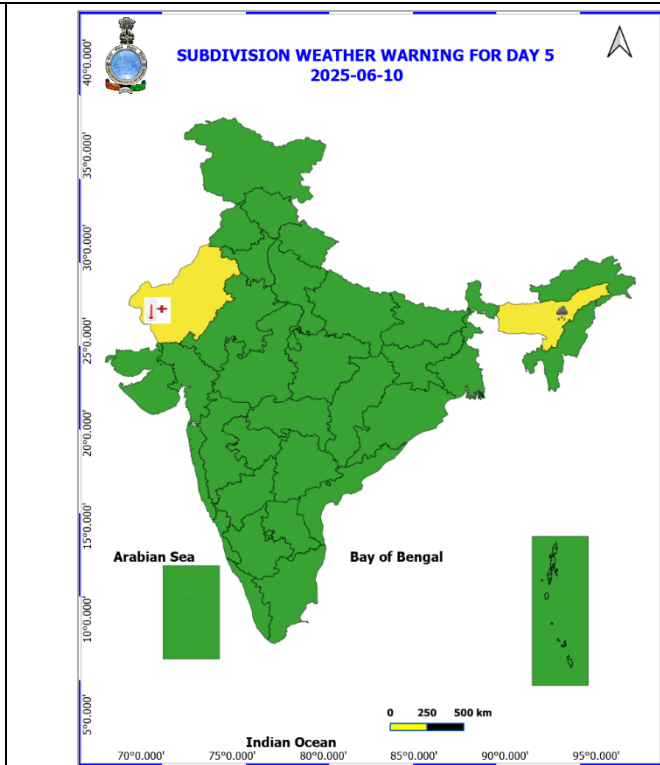 SUBDIVISION WEATHER WARNING FOR DAY 5
2025-06-10
40°0.000'
35°0.000'
30°0.000'
25°0.000'
20°0.000'
15°0.000'
10°0.000'
5°0.000'
Arabian Sea
Bay of Bengal
0 250 500 km
Indian Ocean
70°0.000' 75°0.000' 80°0.000' 85°0.000' 90°0.000' 95°0.000'